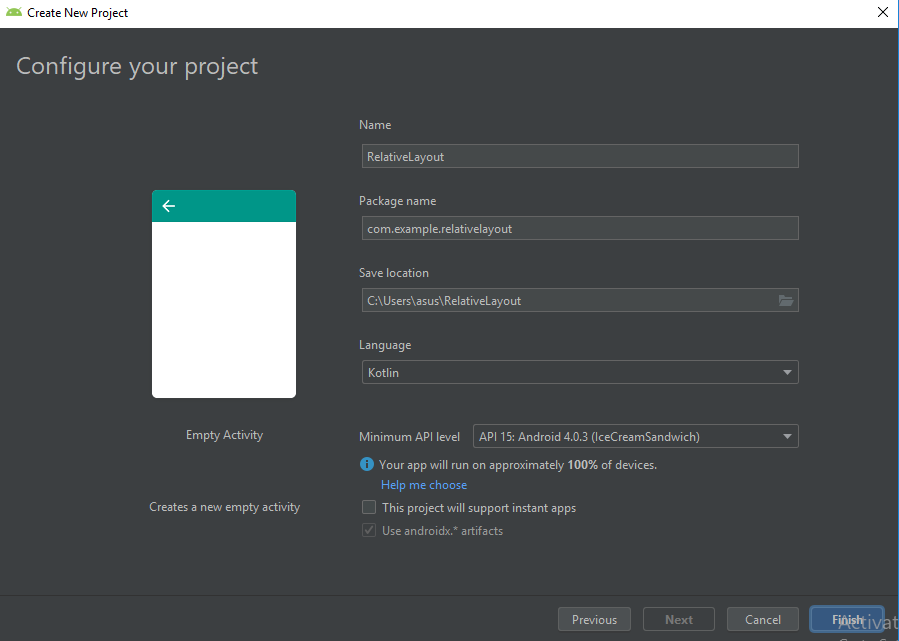 Create New Project
Configure your project
Name
RelativeLayout
Package name
com.example.relativelayout
Save location
C:\Users\asus\RelativeLayout
Language
Kotlin
Empty Activity
Minimum API level
API 15: Android 4.0.3 (IceCreamSandwich)
Your app will run on approximately 100% of devices.
Help me choose
Creates a new empty activity
This project will support instant apps
Use androidx.* artifacts
Previous
Next
Cancel
Finish
Activat